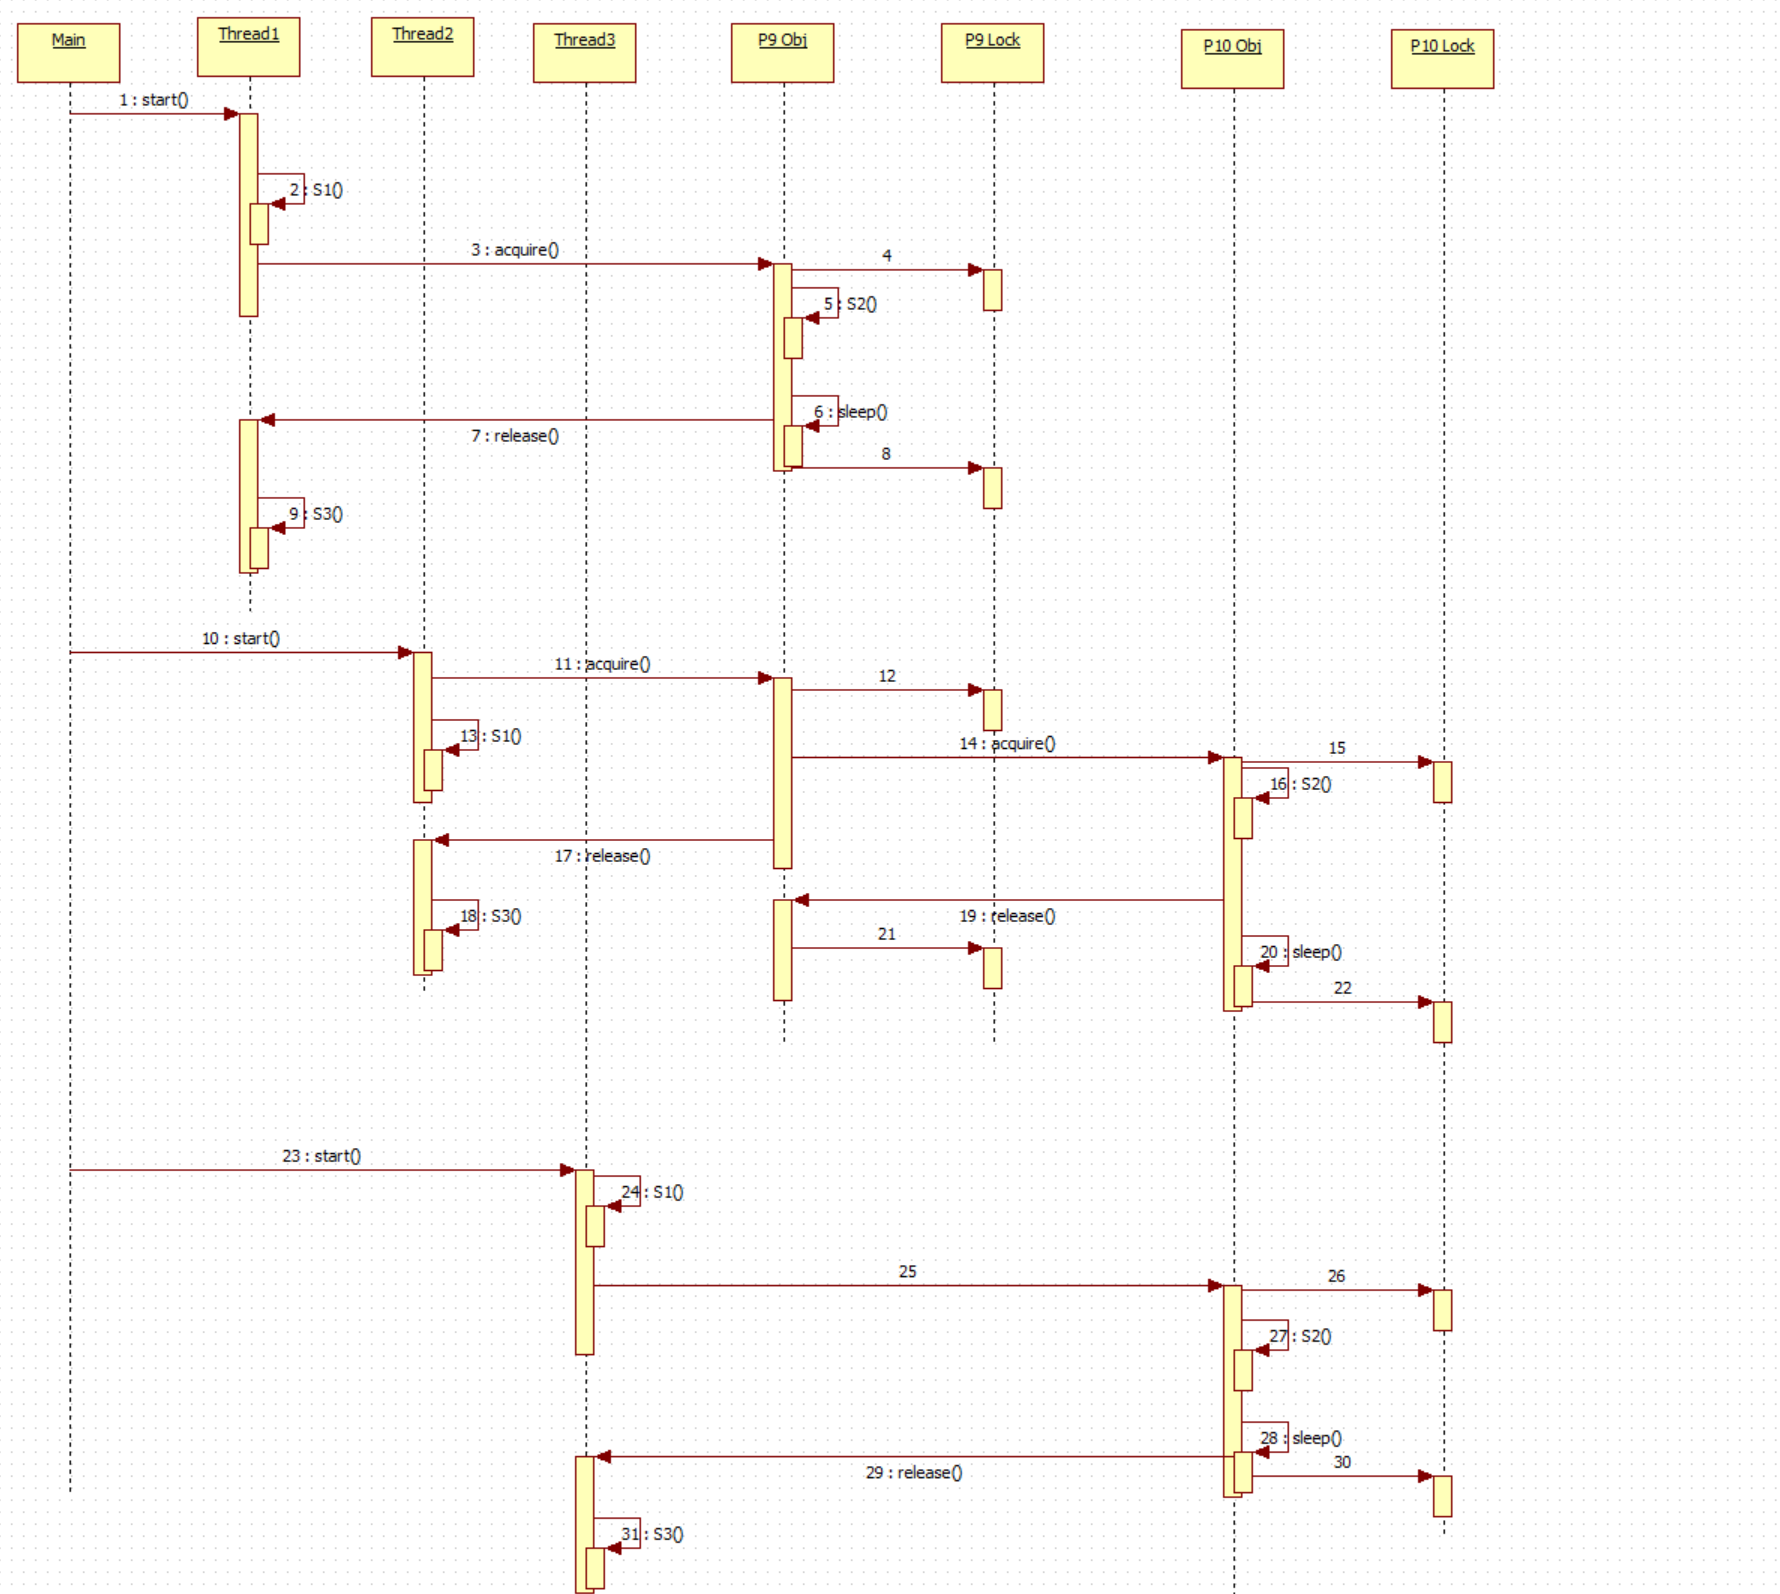 Main
Thread1
Thread2
Thread3
P9 Obj
P9 Lock
P10 Obj
P10 Lock
1 : start()
2 : S1()
3 : acquire()
4
5 : S2()
6 : sleep()
7 : release()
8
9 : S3()
10 : start()
11 : acquire()
12
13 : S1()
14 : acquire()
15
16 : S2()
17 : release()
18 : S3()
19 : release()
21
20 : sleep()
22
23 : start()
24 : S1()
25
26
27 : S2()
28 : sleep()
29 : release()
30
31 : S3()